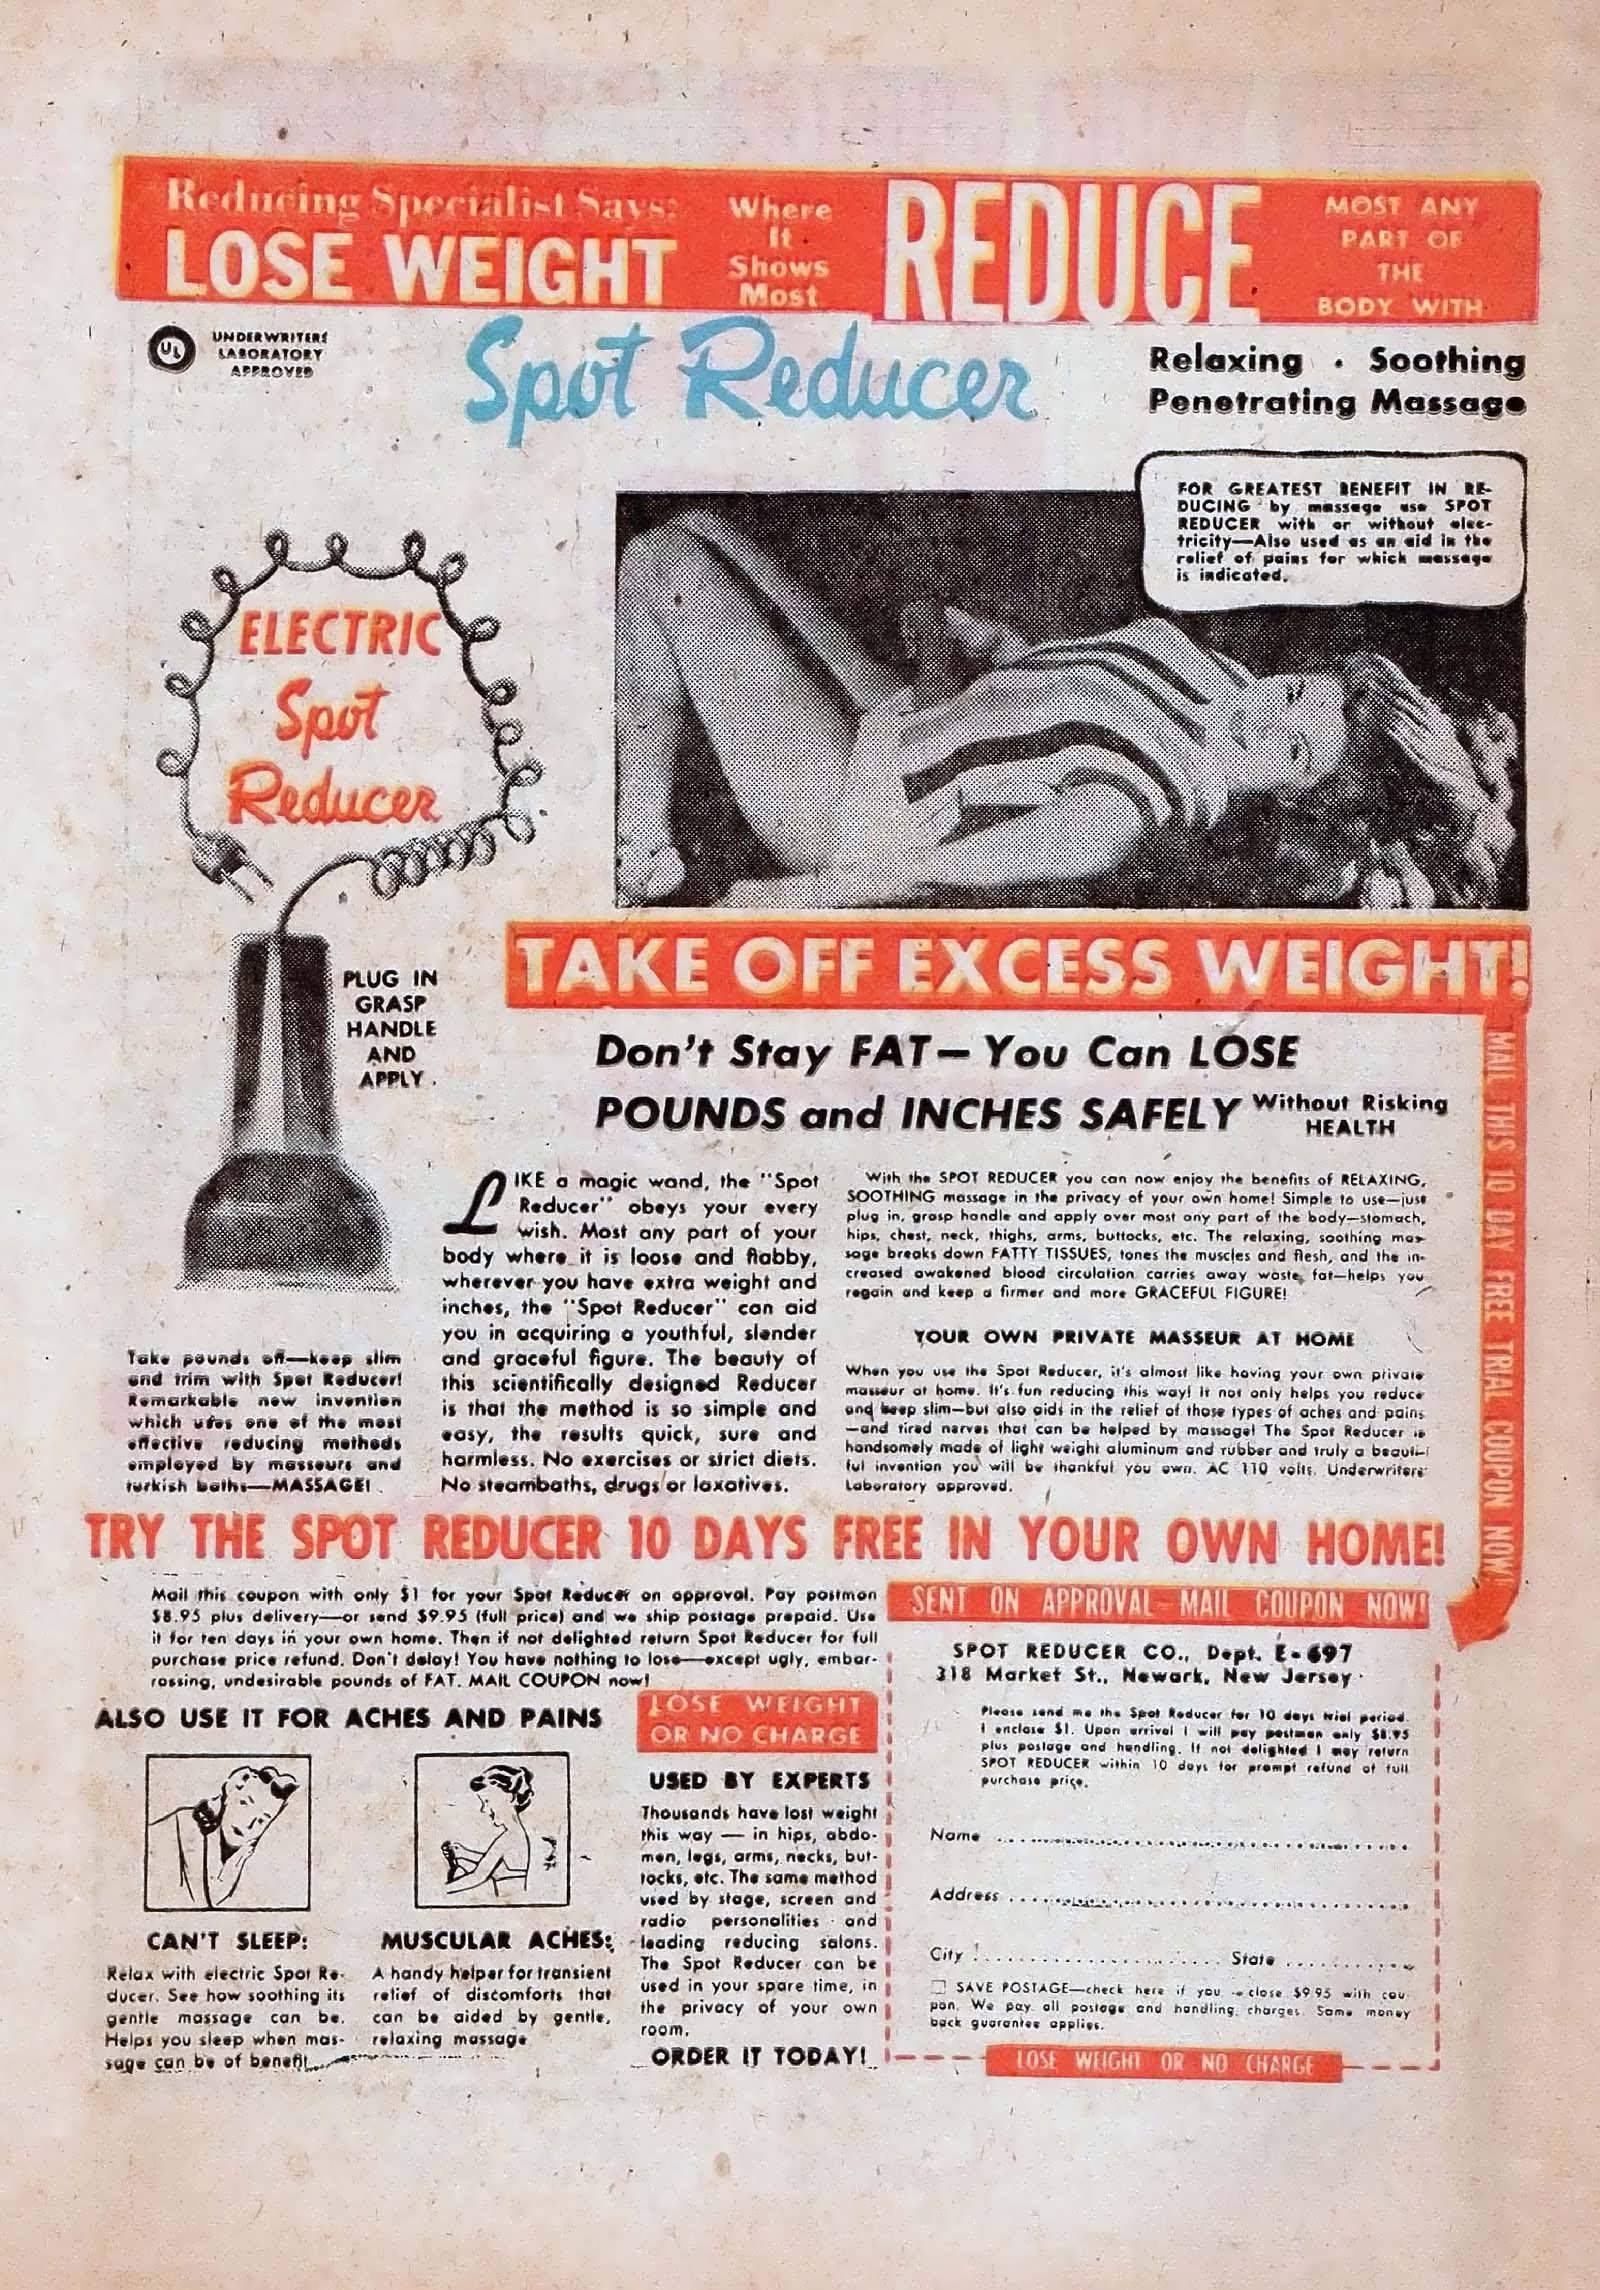 Reducing Specialist Says:
LOSE WEIGHT
Where
It
Shows
Most
REDUCE
MOST ANY
PART OF
THE
BODY WITH
UL
UNDERWRITERS
LABORATORY
APPROVED
Spot Reducer
Relaxing · Soothing
Penetrating Massage
FOR GREATEST BENEFIT IN RE-
DUCING by massage use SPOT
REDUCER with or without elec-
tricity—Also used as an aid in the
relief of pains for which massage
is indicated.
ELECTRIC
Spot
Reducer
PLUG IN
GRASP
HANDLE
AND
APPLY.
TAKE OFF EXCESS WEIGHT!
Don't Stay FAT—You Can LOSE
POUNDS and INCHES SAFELY Without Risking
HEALTH
MAIL THIS 10 DAY FREE TRIAL COUPON NOW!
Take pounds off—keep slim
and trim with Spot Reducer!
Remarkable new invention
which uses one of the most
effective reducing methods
employed by masseurs and
turkish baths—MASSAGE!
LIKE a magic wand, the "Spot
Reducer" obeys your every
wish. Most any part of your
body where it is loose and flabby,
wherever you have extra weight and
inches, the "Spot Reducer" can aid
you in acquiring a youthful, slender
and graceful figure. The beauty of
this scientifically designed Reducer
is that the method is so simple and
easy, the results quick, sure and
harmless. No exercises or strict diets.
No steambaths, drugs or laxatives.
With the SPOT REDUCER you can now enjoy the benefits of RELAXING,
SOOTHING massage in the privacy of your own home! Simple to use—just
plug in, grasp handle and apply over most any part of the body—stomach,
hips, chest, neck, thighs, arms, buttocks, etc. The relaxing, soothing mas-
sage breaks down FATTY TISSUES, tones the muscles and flesh, and the in-
creased awakened blood circulation carries away waste fat—helps you
regain and keep a firmer and more GRACEFUL FIGURE!
YOUR OWN PRIVATE MASSEUR AT HOME
When you use the Spot Reducer, it's almost like having your own private
masseur at home. It's fun reducing this way! It not only helps you reduce
and keep slim—but also aids in the relief of those types of aches and pains
—and tired nerves that can be helped by massage! The Spot Reducer is
handsomely made of light weight aluminum and rubber and truly a beauti-
ful invention you will be thankful you own. AC 110 volts. Underwriters
Laboratory approved.
TRY THE SPOT REDUCER 10 DAYS FREE IN YOUR OWN HOME!
Mail this coupon with only $1 for your Spot Reducer on approval. Pay postman
$8.95 plus delivery—or send $9.95 (full price) and we ship postage prepaid. Use
it for ten days in your own home. Then if not delighted return Spot Reducer for full
purchase price refund. Don't delay! You have nothing to lose—except ugly, embar-
rassing, undesirable pounds of FAT. MAIL COUPON now!
ALSO USE IT FOR ACHES AND PAINS
CAN'T SLEEP:
Relax with electric Spot Re-
ducer. See how soothing its
gentle massage can be.
Helps you sleep when mas-
sage can be of benefit.
MUSCULAR ACHES:
A handy helper for transient
relief of discomforts that
can be aided by gentle,
relaxing massage
LOSE WEIGHT
OR NO CHARGE
USED BY EXPERTS
Thousands have lost weight
this way — in hips, abdo-
men, legs, arms, necks, but-
tocks, etc. The same method
used by stage, screen and
radio personalities and
leading reducing salons.
The Spot Reducer can be
used in your spare time, in
the privacy of your own
room.
ORDER IT TODAY!
SENT ON APPROVAL—MAIL COUPON NOW!
SPOT REDUCER CO., Dept. E-697
318 Market St., Newark, New Jersey
Please send me the Spot Reducer for 10 days trial period.
I enclose $1. Upon arrival I will pay postman only $8.95
plus postage and handling. If not delighted I may return
SPOT REDUCER within 10 days for prompt refund of full
purchase price.
Name
Address
City State
□ SAVE POSTAGE—check here if you close $9.95 with cou-
pon. We pay all postage and handling charges. Same money
back guarantee applies.
LOSE WEIGHT OR NO CHARGE